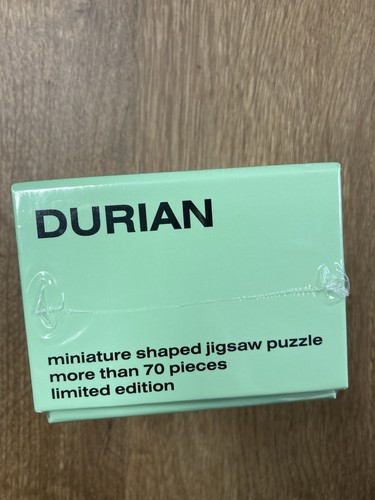 DURIAN
miniature shaped jigsaw puzzle
more than 70 pieces
limited edition